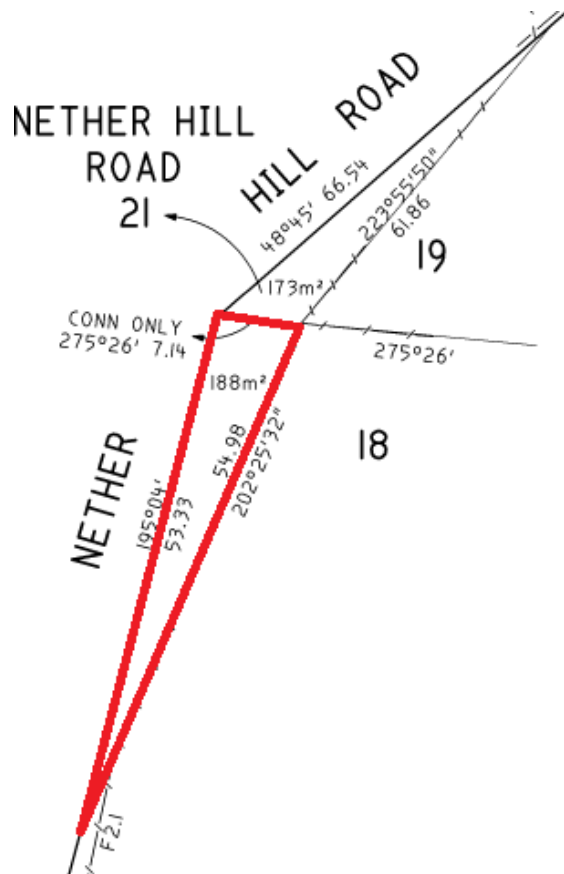 NETHER HILL
ROAD
21
HILL ROAD
48°45' 66.54
223°55'50"
61.86
19
173m²
CONN ONLY
275°26' 7.14
275°26'
188m²
18
NETHER
195°04'
53.33
54.98
202°25'32"
F2.1